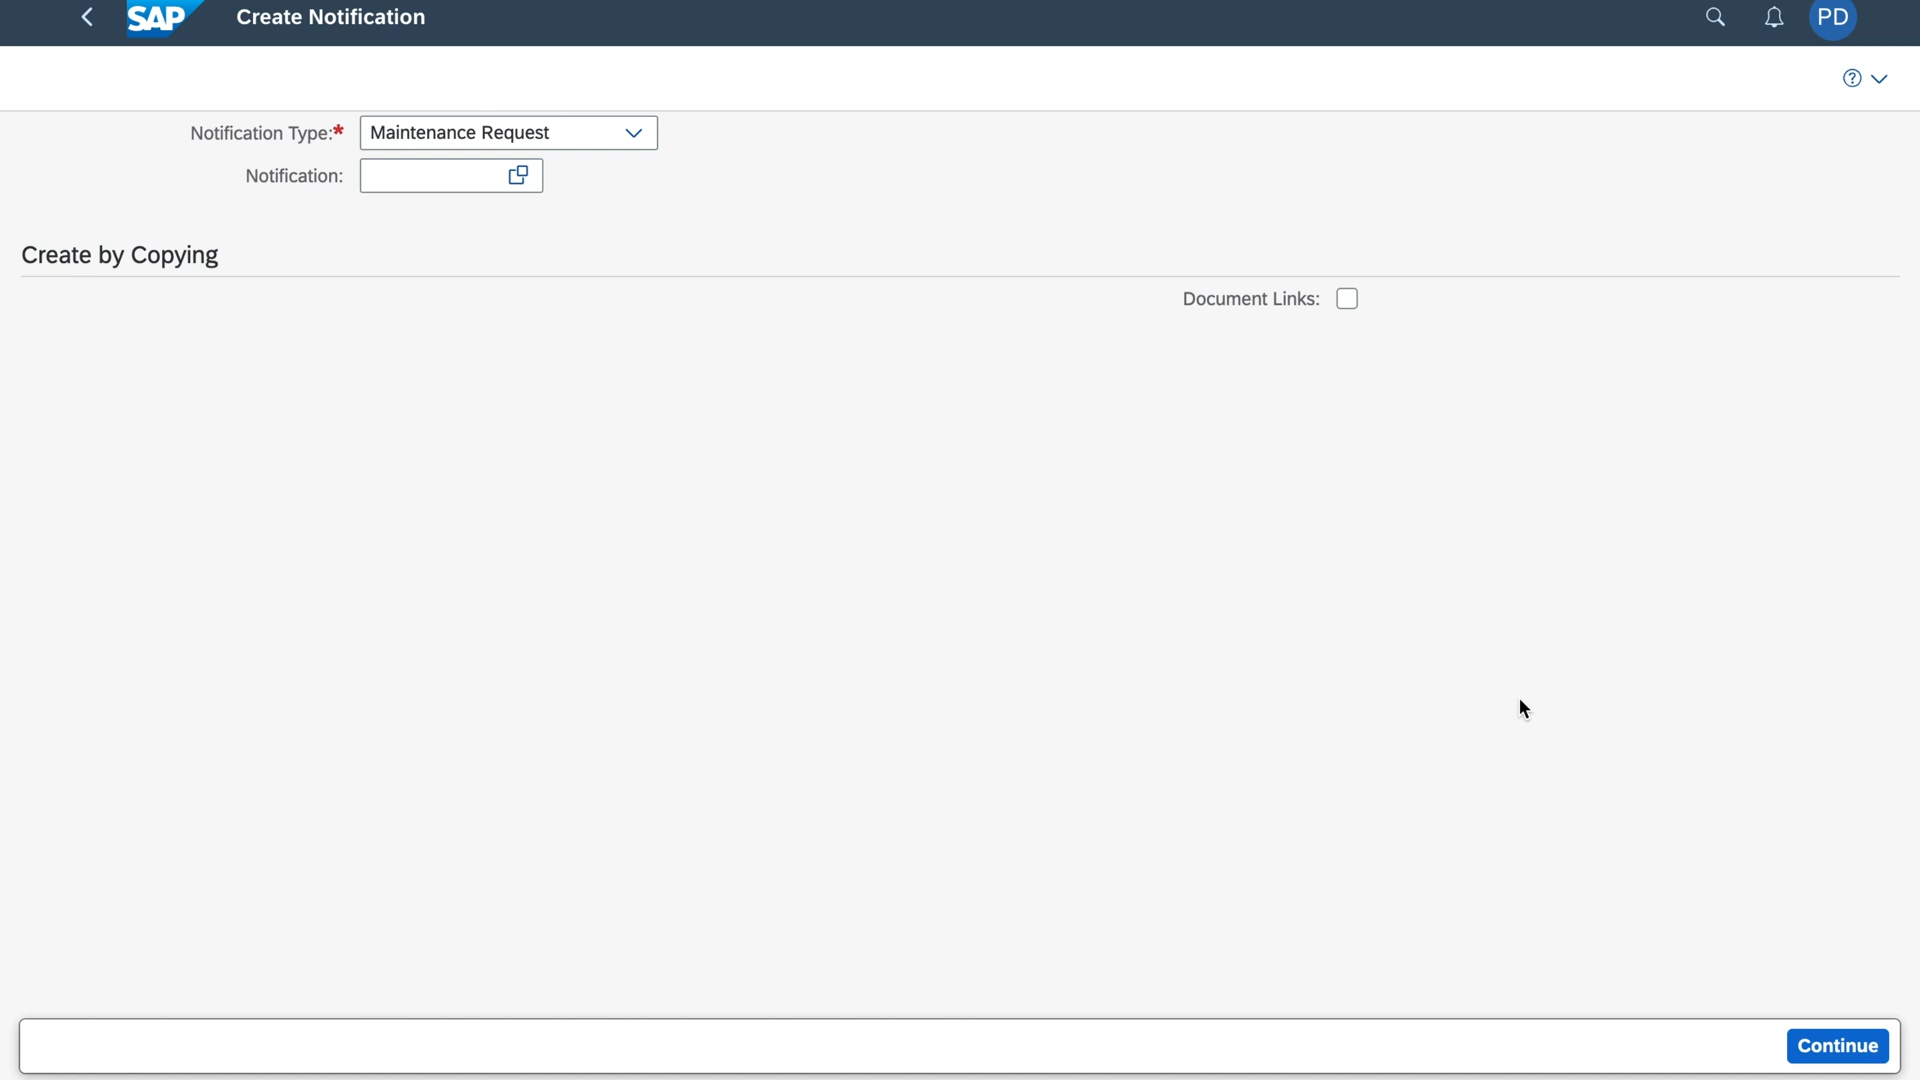 SAP Create Notification PD
Notification Type:* Maintenance Request
Notification:
Create by Copying
Document Links:
Continue